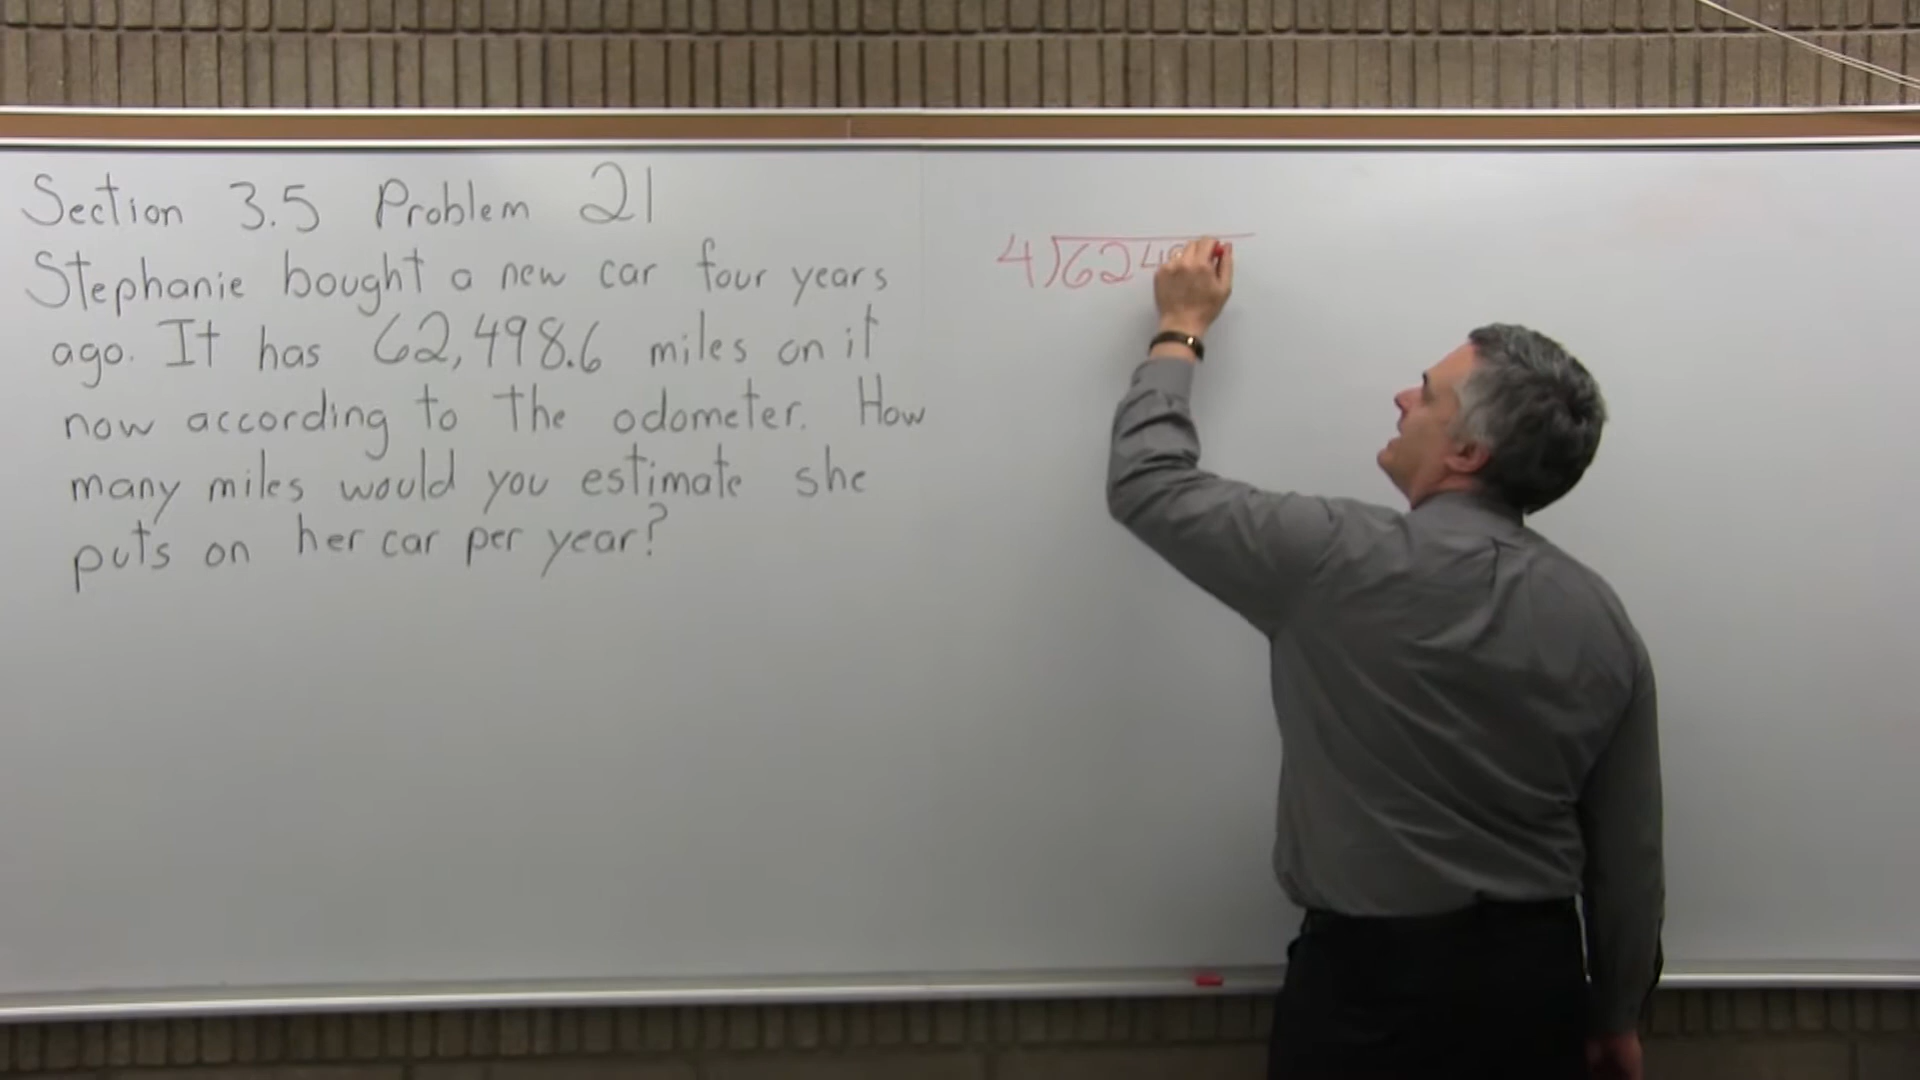 Section 3.5 Problem 21
Stephanie bought a new car four years
ago. It has 62,498.6 miles on it
now according to the odometer. How
many miles would you estimate she
puts on her car per year?
4)624